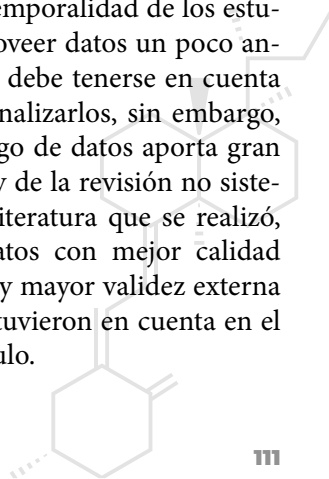 emporalidad de los estu-
oveer datos un poco an-
debe tenerse en cuenta
nalizarlos, sin embargo,
go de datos aporta gran
y de la revisión no siste-
iteratura que se realizó,
atos con mejor calidad
y mayor validez externa
tuvieron en cuenta en el
ulo.
111